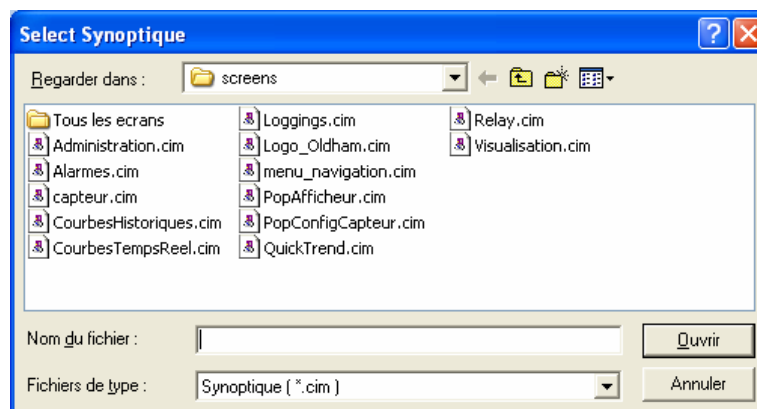 Select Synoptique
Regarder dans :
screens
Tous les ecrans
Administration.cim
Alarmes.cim
capteur.cim
CourbesHistoriques.cim
CourbesTempsReel.cim
Loggings.cim
Logo_Oldham.cim
menu_navigation.cim
PopAfficheur.cim
PopConfigCapteur.cim
QuickTrend.cim
Relay.cim
Visualisation.cim
Nom du fichier :
Ouvrir
Fichiers de type :
Synoptique ( *.cim )
Annuler